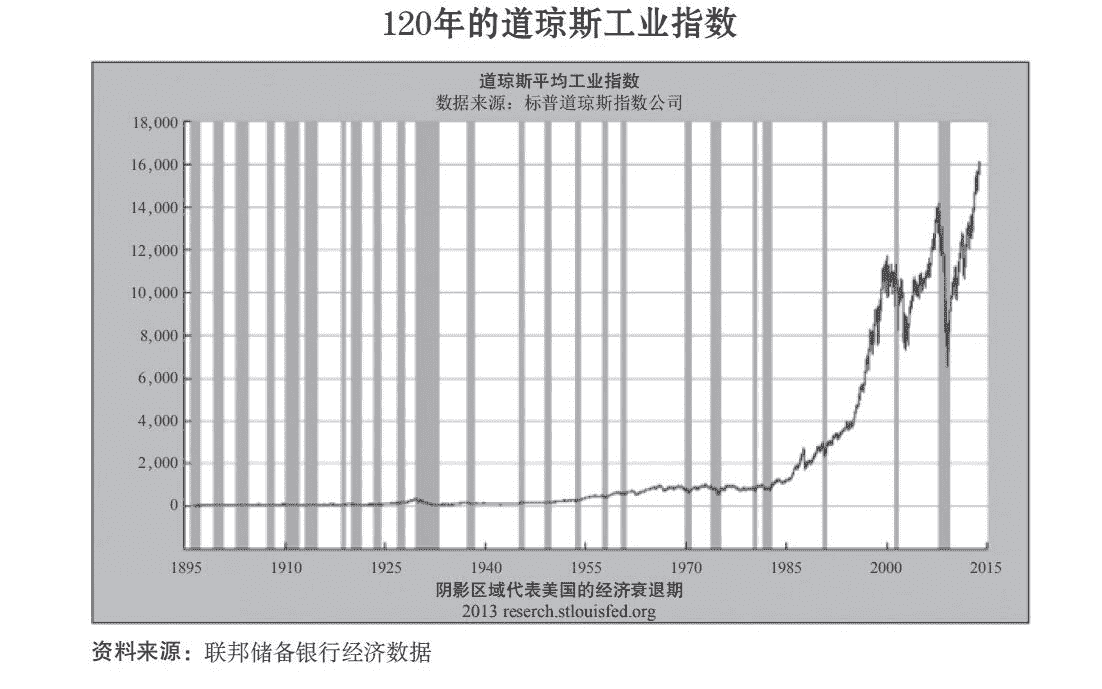 120年的道琼斯工业指数
道琼斯平均工业指数
数据来源：标普道琼斯指数公司
18,000
16,000
14,000
12,000
10,000
8,000
6,000
4,000
2,000
0
1895 1910 1925 1940 1955 1970 1985 2000 2015
阴影区域代表美国的经济衰退期
2013 reserch.stlouisfed.org
资料来源：联邦储备银行经济数据